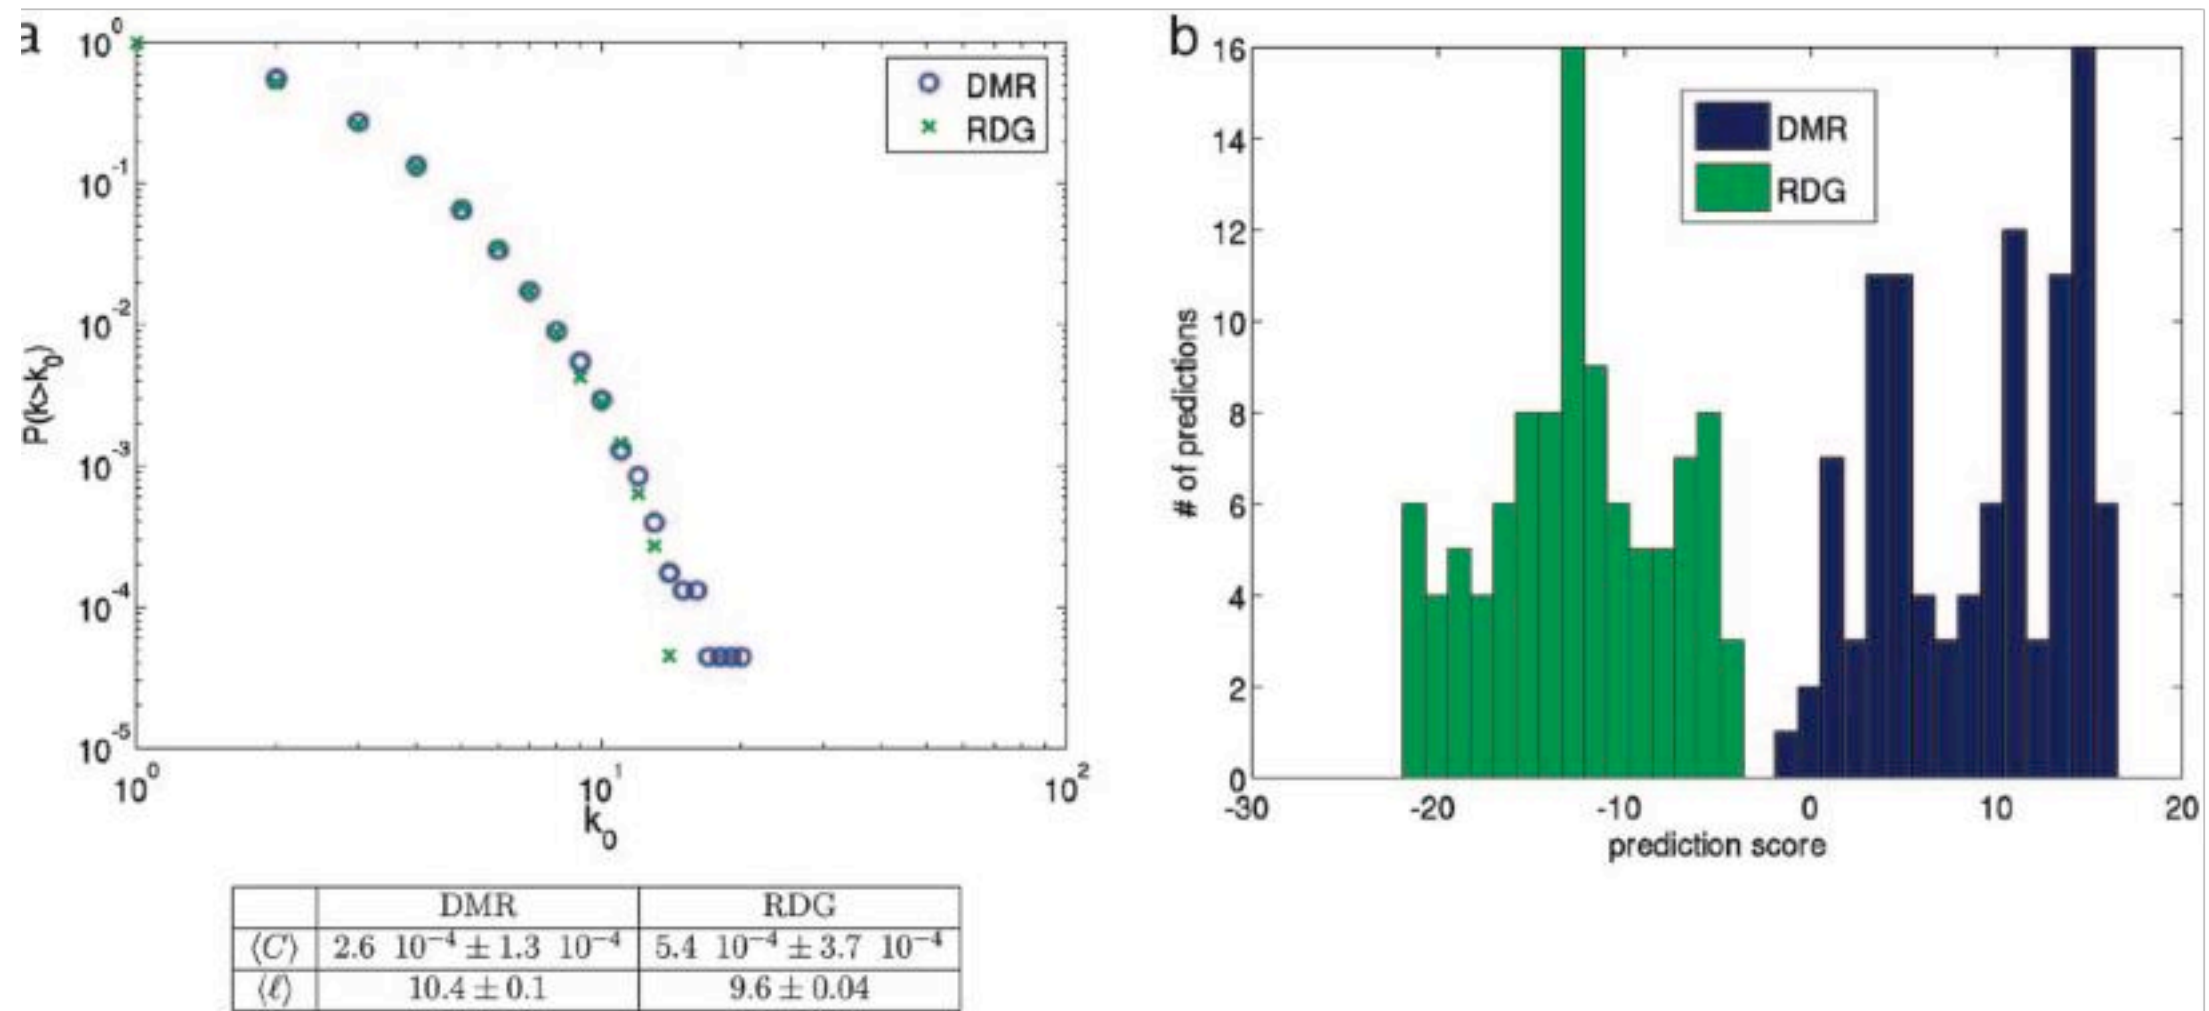 a
10^0
10^-1
10^-2
10^-3
10^-4
10^-5
P(k>k_0)
10^0 10^1 10^2
k_0
DMR
RDG
DMR RDG
⟨C⟩ 2.6 10^−4 ± 1.3 10^−4 5.4 10^−4 ± 3.7 10^−4
⟨ℓ⟩ 10.4 ± 0.1 9.6 ± 0.04
b
16
14
12
10
8
6
4
2
0
# of predictions
-30 -20 -10 0 10 20
prediction score
DMR
RDG